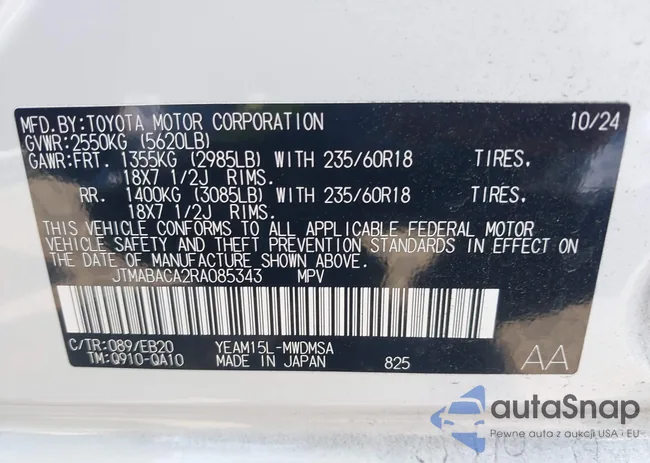 MFD.BY:TOYOTA MOTOR CORPORATION 10/24
GVWR:2550KG (5620LB)
GAWR:FRT. 1355KG (2985LB) WITH 235/60R18 TIRES,
18X7 1/2J RIMS.
RR. 1400KG (3085LB) WITH 235/60R18 TIRES,
18X7 1/2J RIMS.
THIS VEHICLE CONFORMS TO ALL APPLICABLE FEDERAL MOTOR
VEHICLE SAFETY AND THEFT PREVENTION STANDARDS IN EFFECT ON
THE DATE OF MANUFACTURE SHOWN ABOVE.
JTMABACA2RA085343 MPV
C/TR:089/EB20 YEAM15L-MWDMSA
TM:Q910-QA10 MADE IN JAPAN 825 AA
autaSnap
Pewne auta z aukcji USA i EU